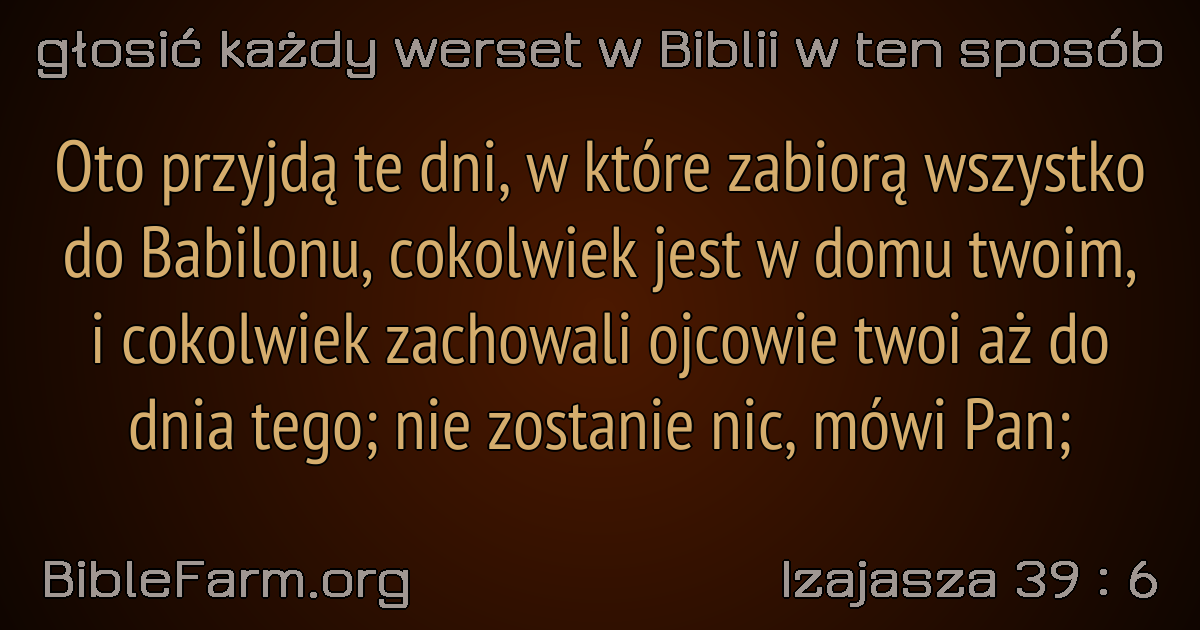 głosić każdy werset w Biblii w ten sposób
Oto przyjdą te dni, w które zabiorą wszystko
do Babilonu, cokolwiek jest w domu twoim,
i cokolwiek zachowali ojcowie twoi aż do
dnia tego; nie zostanie nic, mówi Pan;
BibleFarm.org
Izajasza 39 : 6